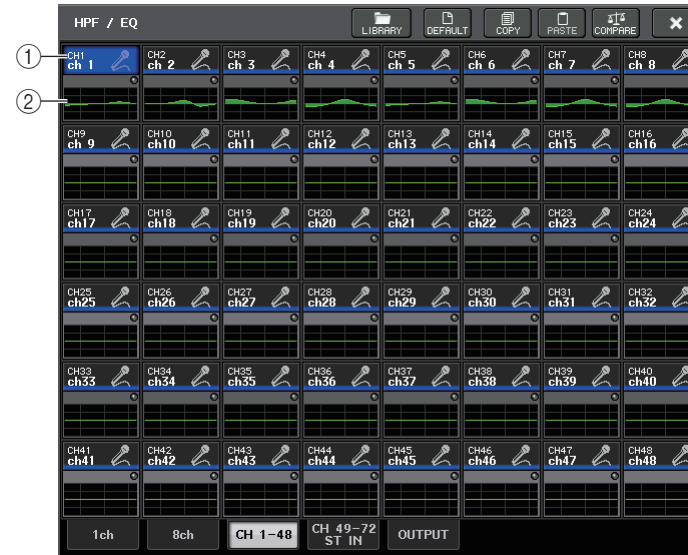 HPF / EQ
LIBRARY DEFAULT COPY PASTE COMPARE ×
① CH1 CH2 CH3 CH4 CH5 CH6 CH7 CH8
ch 1 ch 2 ch 3 ch 4 ch 5 ch 6 ch 7 ch 8
②
CH9 CH10 CH11 CH12 CH13 CH14 CH15 CH16
ch 9 ch10 ch11 ch12 ch13 ch14 ch15 ch16
CH17 CH18 CH19 CH20 CH21 CH22 CH23 CH24
ch17 ch18 ch19 ch20 ch21 ch22 ch23 ch24
CH25 CH26 CH27 CH28 CH29 CH30 CH31 CH32
ch25 ch26 ch27 ch28 ch29 ch30 ch31 ch32
CH33 CH34 CH35 CH36 CH37 CH38 CH39 CH40
ch33 ch34 ch35 ch36 ch37 ch38 ch39 ch40
CH41 CH42 CH43 CH44 CH45 CH46 CH47 CH48
ch41 ch42 ch43 ch44 ch45 ch46 ch47 ch48
1ch 8ch CH 1-48 CH 49-72 OUTPUT
ST IN